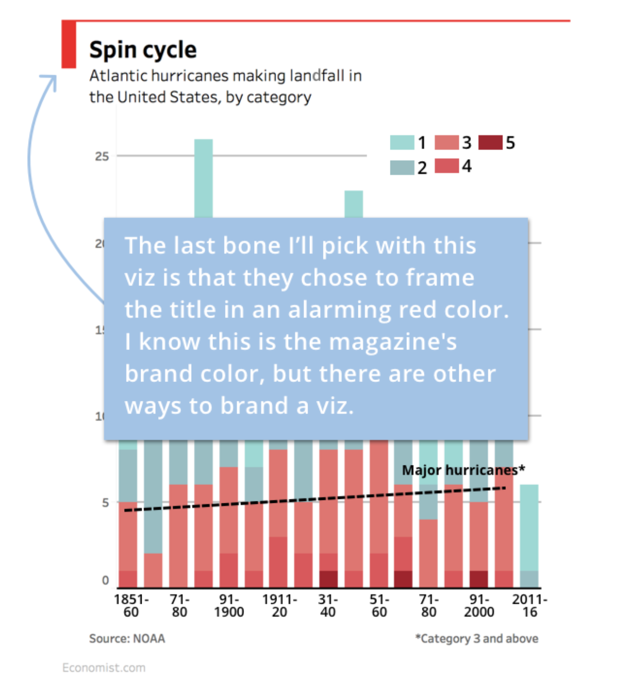 Spin cycle
Atlantic hurricanes making landfall in
the United States, by category
1 3 5
2 4
25
The last bone I’ll pick with this
viz is that they chose to frame
the title in an alarming red color.
I know this is the magazine's
brand color, but there are other
ways to brand a viz.
Major hurricanes*
5
0
1851- 71- 91- 1911- 31- 51- 71- 91- 2011-
60 80 1900 20 40 60 80 2000 16
Source: NOAA *Category 3 and above
Economist.com